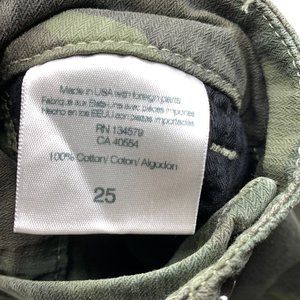 Made in USA with foreign parts
Fabriqué aux Etats-Unis avec pièces importées
Hecho en los EEUU con piezas importadas
RN 134579
CA 40554
100% Cotton/Coton/Algodon
25